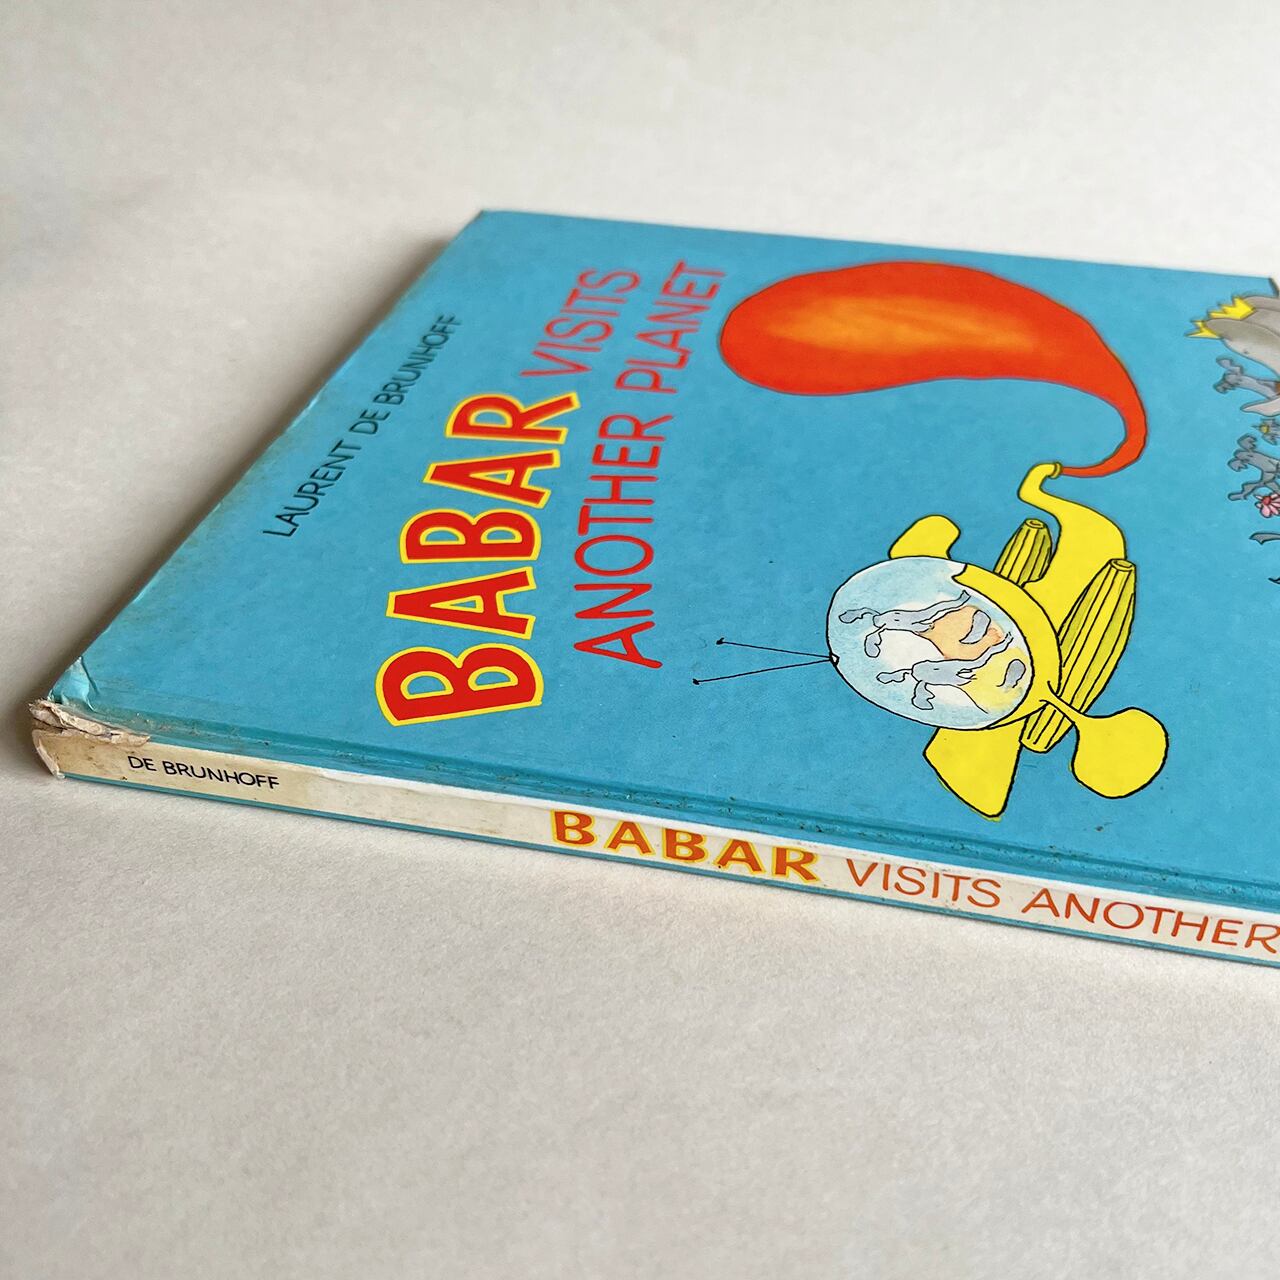 LAURENT DE BRUNHOFF
BABAR VISITS
ANOTHER PLANET
DE BRUNHOFF BABAR VISITS ANOTHER